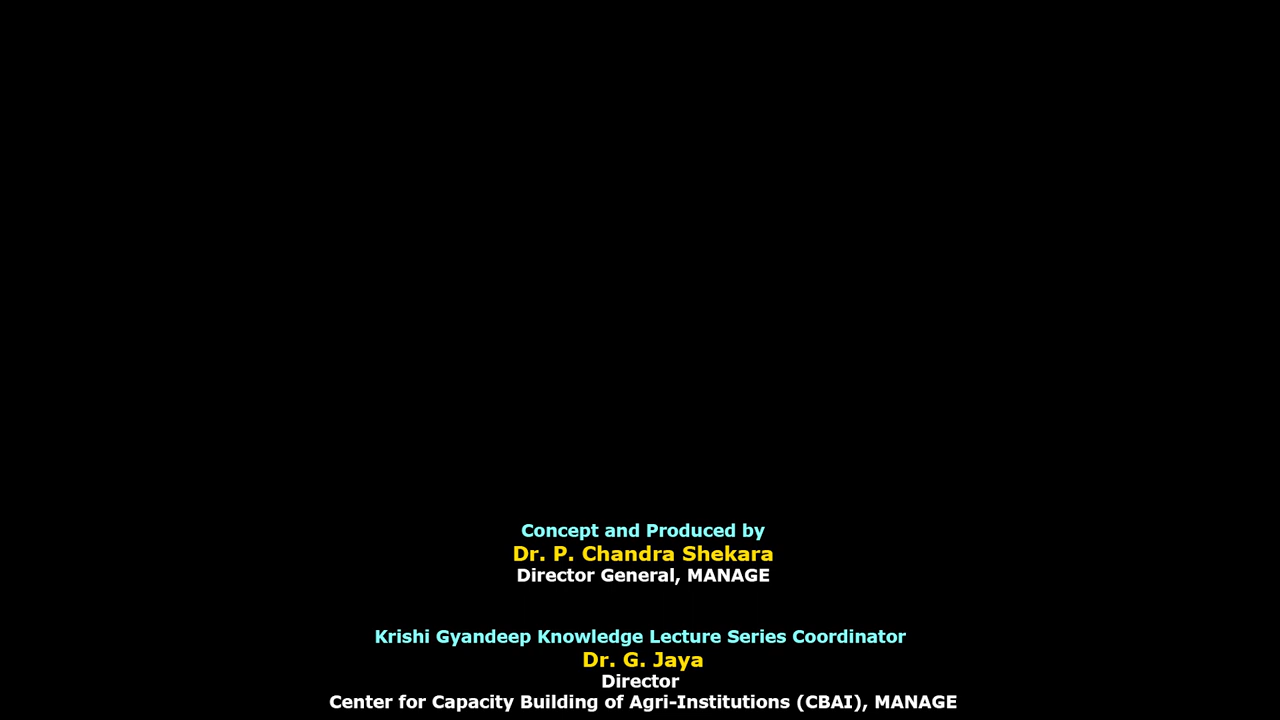 Concept and Produced by
Dr. P. Chandra Shekara
Director General, MANAGE
Krishi Gyandeep Knowledge Lecture Series Coordinator
Dr. G. Jaya
Director
Center for Capacity Building of Agri-Institutions (CBAI), MANAGE